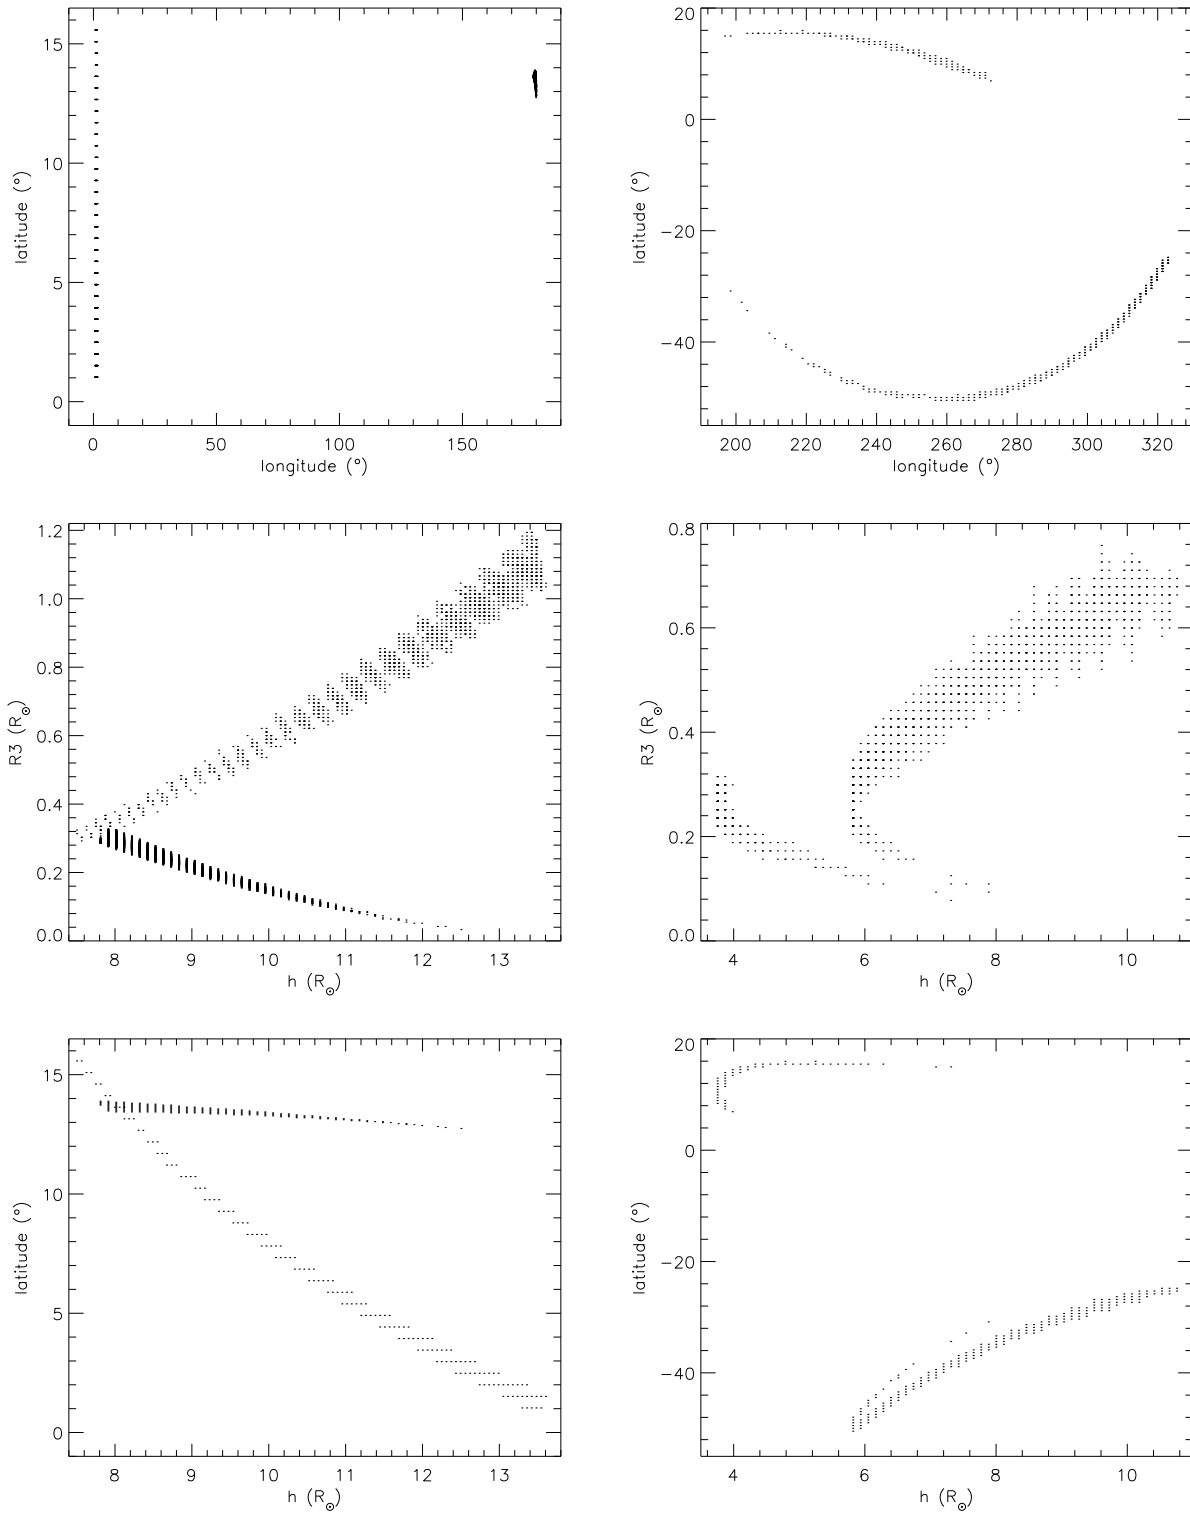 15
10
5
0
latitude (°)
0 50 100 150
longitude (°)
20
0
−20
−40
latitude (°)
200 220 240 260 280 300 320
longitude (°)
1.2
1.0
0.8
0.6
0.4
0.2
0.0
R3 (R☉)
8 9 10 11 12 13
h (R☉)
0.8
0.6
0.4
0.2
0.0
R3 (R☉)
4 6 8 10
h (R☉)
15
10
5
0
latitude (°)
8 9 10 11 12 13
h (R☉)
20
0
−20
−40
latitude (°)
4 6 8 10
h (R☉)